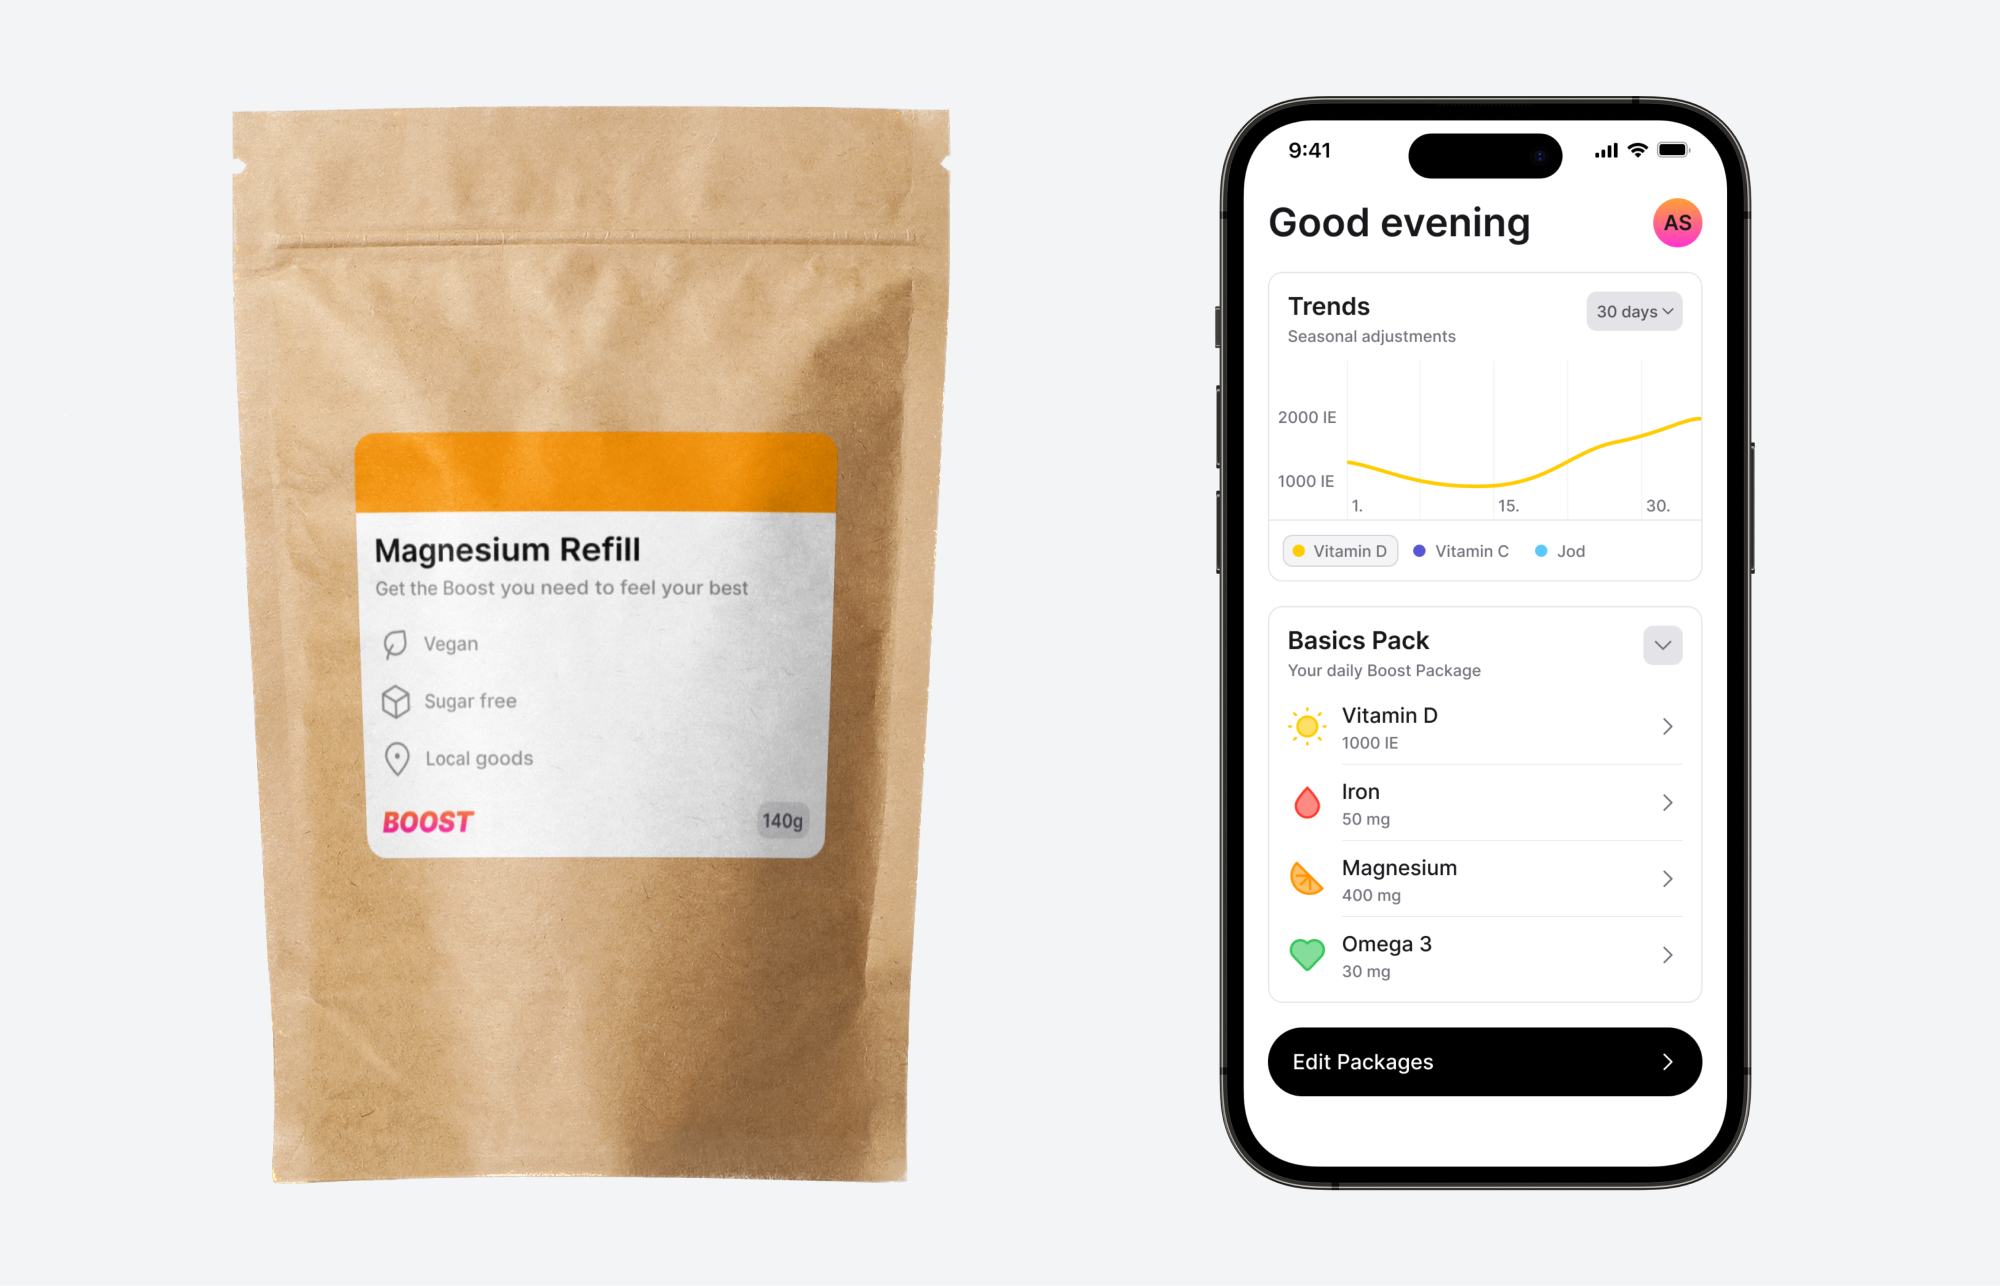 Magnesium Refill
Get the Boost you need to feel your best
Vegan
Sugar free
Local goods
BOOST
140g
9:41
Good evening
AS
Trends
30 days
Seasonal adjustments
2000 IE
1000 IE
1.
15.
30.
Vitamin D
Vitamin C
Jod
Basics Pack
Your daily Boost Package
Vitamin D
1000 IE
Iron
50 mg
Magnesium
400 mg
Omega 3
30 mg
Edit Packages